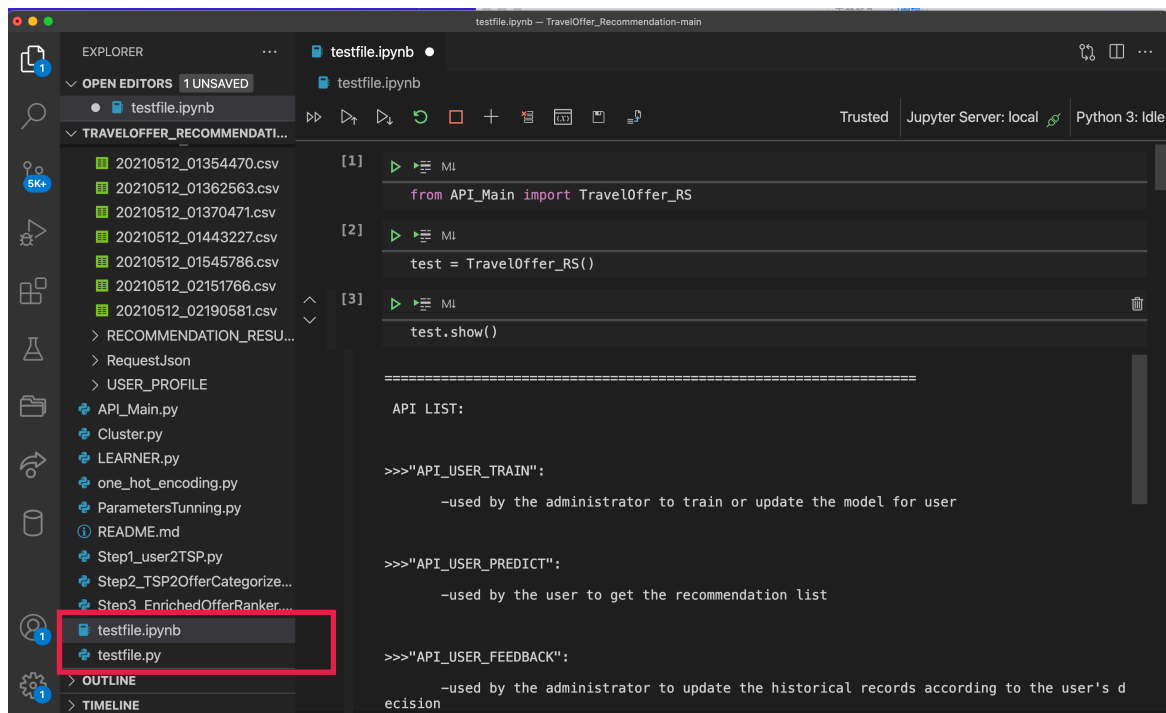 testfile.ipynb — TravelOffer_Recommendation-main
EXPLORER
OPEN EDITORS 1 UNSAVED
testfile.ipynb
TRAVELOFFER_RECOMMENDATI...
20210512_01354470.csv
20210512_01362563.csv
20210512_01370471.csv
20210512_01443227.csv
20210512_01545786.csv
20210512_02151766.csv
20210512_02190581.csv
RECOMMENDATION_RESU...
RequestJson
USER_PROFILE
API_Main.py
Cluster.py
LEARNER.py
one_hot_encoding.py
ParametersTunning.py
README.md
Step1_user2TSP.py
Step2_TSP2OfferCategorize...
Step3_EnrichedOfferRanker....
testfile.ipynb
testfile.py
OUTLINE
TIMELINE
1
5K+
1
1
testfile.ipynb
testfile.ipynb
Trusted
Jupyter Server: local
Python 3: Idle
[1]
M↓
from API_Main import TravelOffer_RS
[2]
M↓
test = TravelOffer_RS()
[3]
M↓
test.show()
==================================================================
API LIST:
>>>"API_USER_TRAIN":
–used by the administrator to train or update the model for user
>>>"API_USER_PREDICT":
–used by the user to get the recommendation list
>>>"API_USER_FEEDBACK":
–used by the administrator to update the historical records according to the user's d
ecision